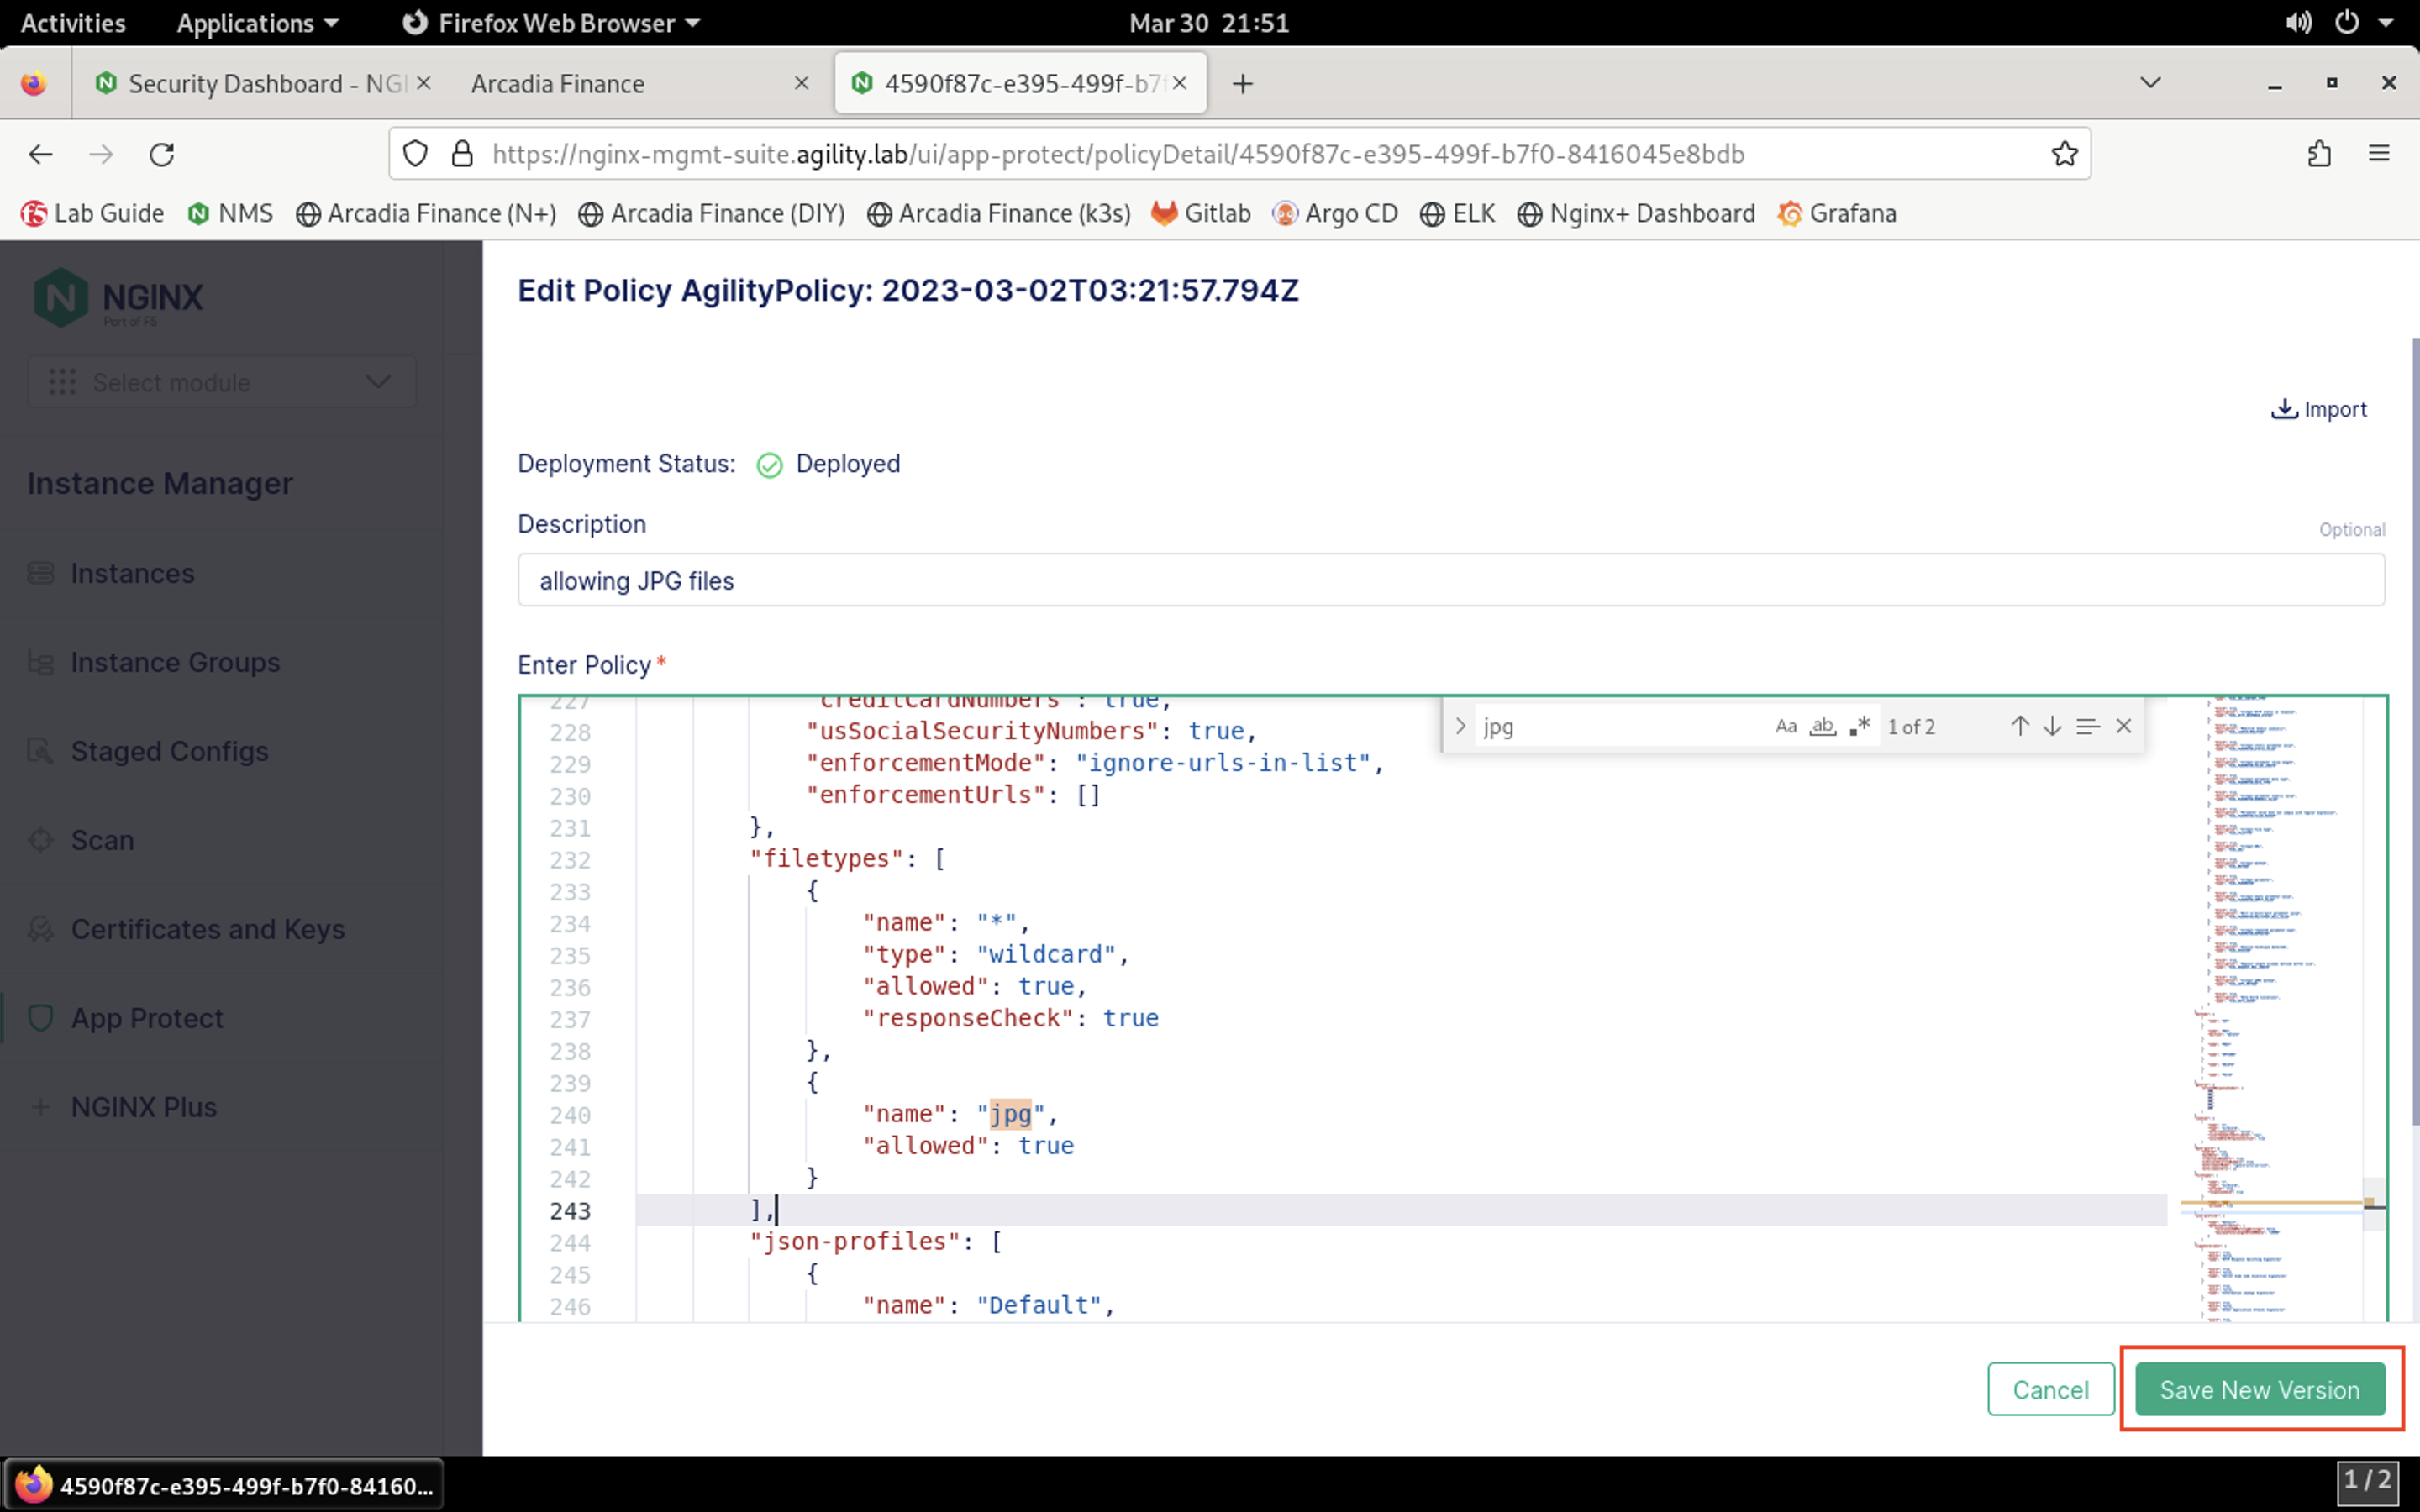 Activities Applications Firefox Web Browser Mar 30 21:51
Security Dashboard - NGI Arcadia Finance 4590f87c-e395-499f-b7f
https://nginx-mgmt-suite.agility.lab/ui/app-protect/policyDetail/4590f87c-e395-499f-b7f0-8416045e8bdb
Lab Guide NMS Arcadia Finance (N+) Arcadia Finance (DIY) Arcadia Finance (k3s) Gitlab Argo CD ELK Nginx+ Dashboard Grafana
NGINX
Part of F5
Select module
Instance Manager
Instances
Instance Groups
Staged Configs
Scan
Certificates and Keys
App Protect
NGINX Plus
Edit Policy AgilityPolicy: 2023-03-02T03:21:57.794Z
Import
Deployment Status: Deployed
Description Optional
allowing JPG files
Enter Policy*
jpg Aa ab .* 1 of 2
227 "creditCardNumbers": true,
228 "usSocialSecurityNumbers": true,
229 "enforcementMode": "ignore-urls-in-list",
230 "enforcementUrls": []
231 },
232 "filetypes": [
233 {
234 "name": "*",
235 "type": "wildcard",
236 "allowed": true,
237 "responseCheck": true
238 },
239 {
240 "name": "jpg",
241 "allowed": true
242 }
243 ],
244 "json-profiles": [
245 {
246 "name": "Default",
Cancel Save New Version
4590f87c-e395-499f-b7f0-84160... 1 / 2